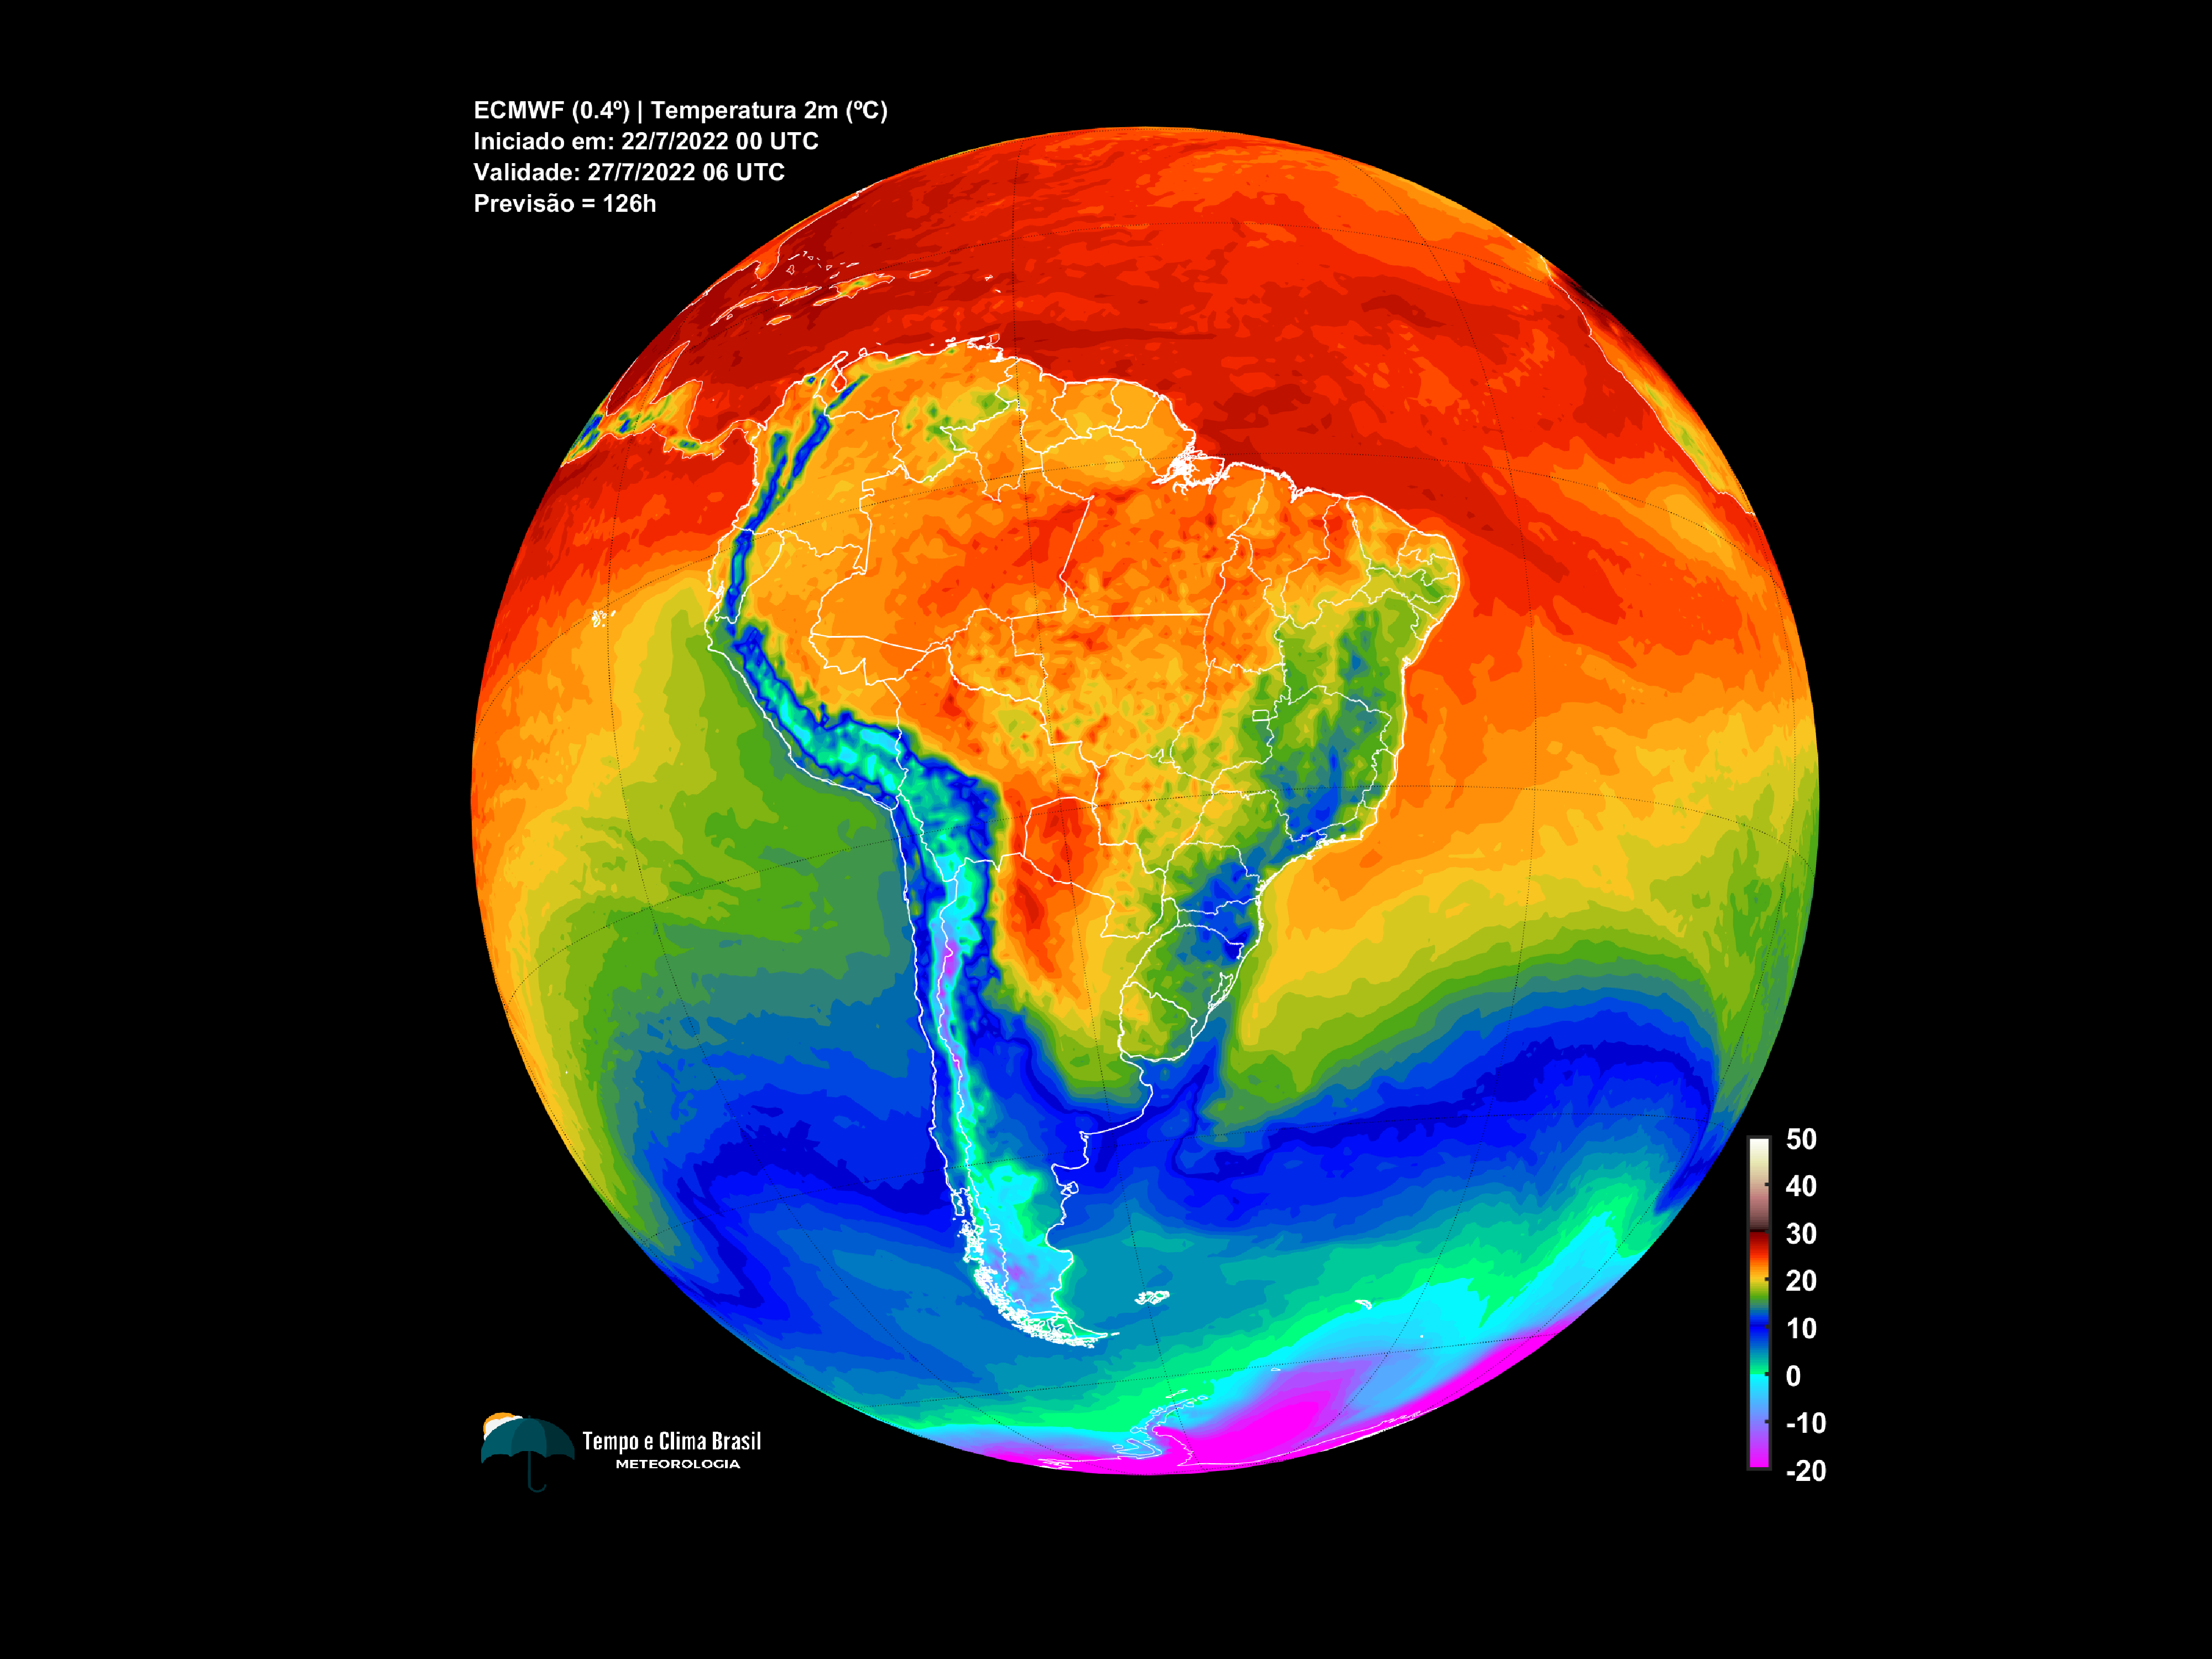 ECMWF (0.4º) | Temperatura 2m (ºC)
Iniciado em: 22/7/2022 00 UTC
Validade: 27/7/2022 06 UTC
Previsão = 126h
50
40
30
20
10
0
-10
-20
Tempo e Clima Brasil
METEOROLOGIA